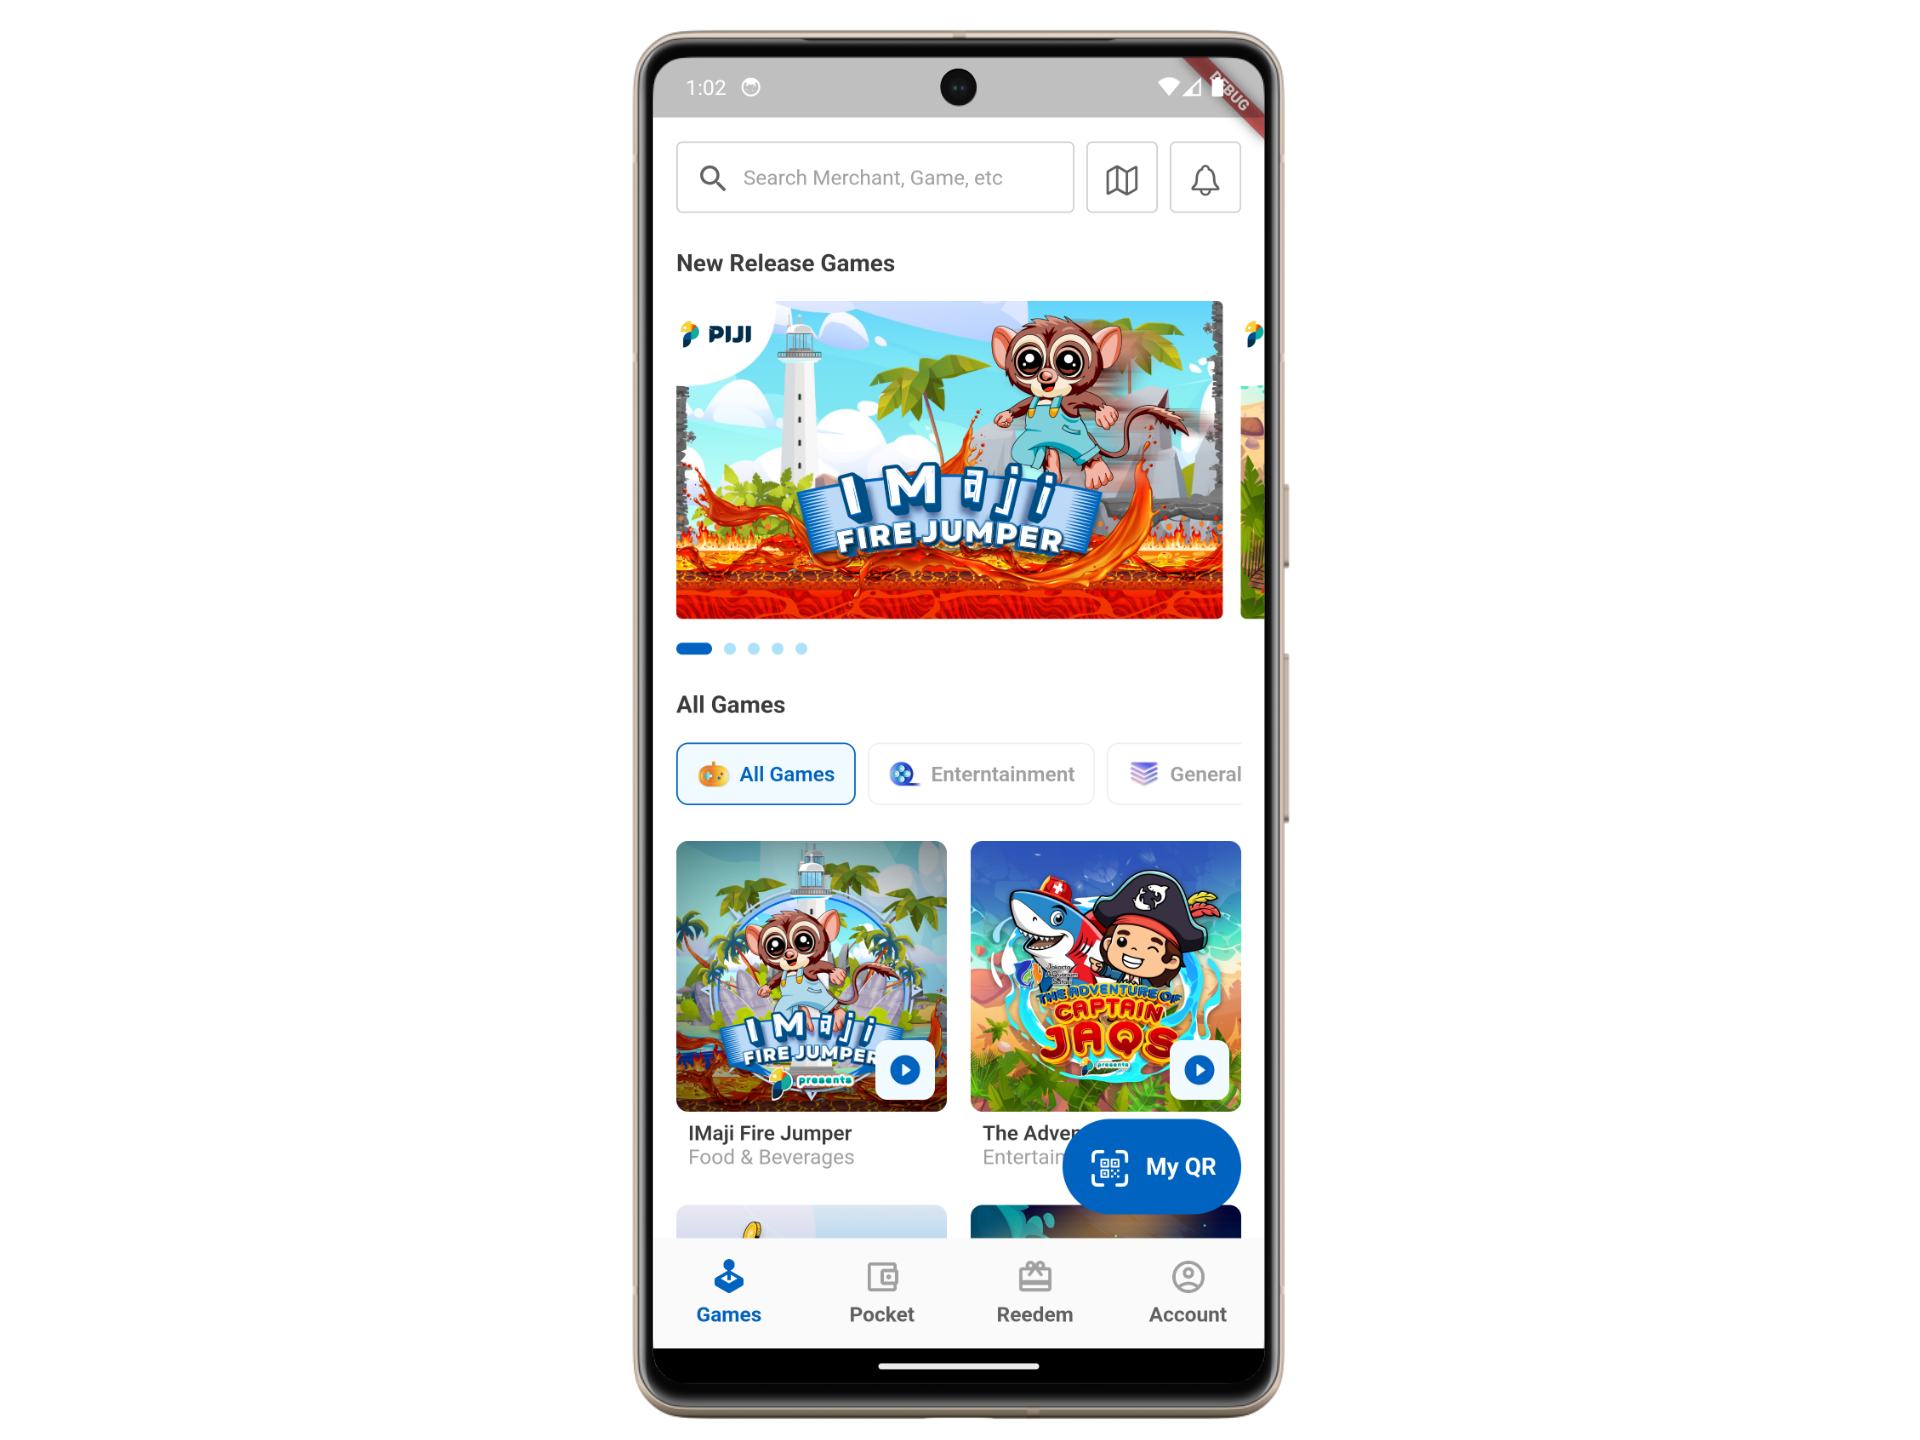 1:02
DEBUG
Search Merchant, Game, etc
New Release Games
PIJI
IMaji
FIRE JUMPER
All Games
All Games
Enterntainment
General
IMaji
FIRE JUMPER
presents
Jakarta
THE ADVENTURE OF
CAPTAIN
JAQS
presents
IMaji Fire Jumper
Food & Beverages
The Adven
Entertain
My QR
Games
Pocket
Reedem
Account